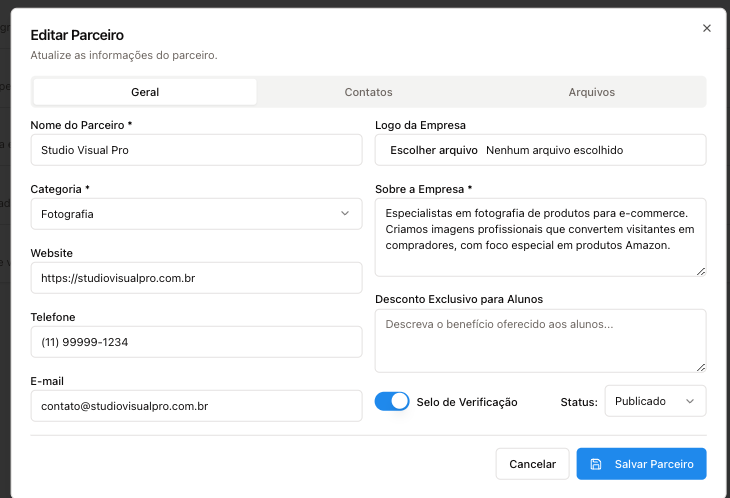 Editar Parceiro
Atualize as informações do parceiro.
Geral
Contatos
Arquivos
Nome do Parceiro *
Studio Visual Pro
Categoria *
Fotografia
Website
https://studiovisualpro.com.br
Telefone
(11) 99999-1234
E-mail
contato@studiovisualpro.com.br
Logo da Empresa
Escolher arquivo Nenhum arquivo escolhido
Sobre a Empresa *
Especialistas em fotografia de produtos para e-commerce.
Criamos imagens profissionais que convertem visitantes em
compradores, com foco especial em produtos Amazon.
Desconto Exclusivo para Alunos
Descreva o benefício oferecido aos alunos...
Selo de Verificação
Status:
Publicado
Cancelar
Salvar Parceiro